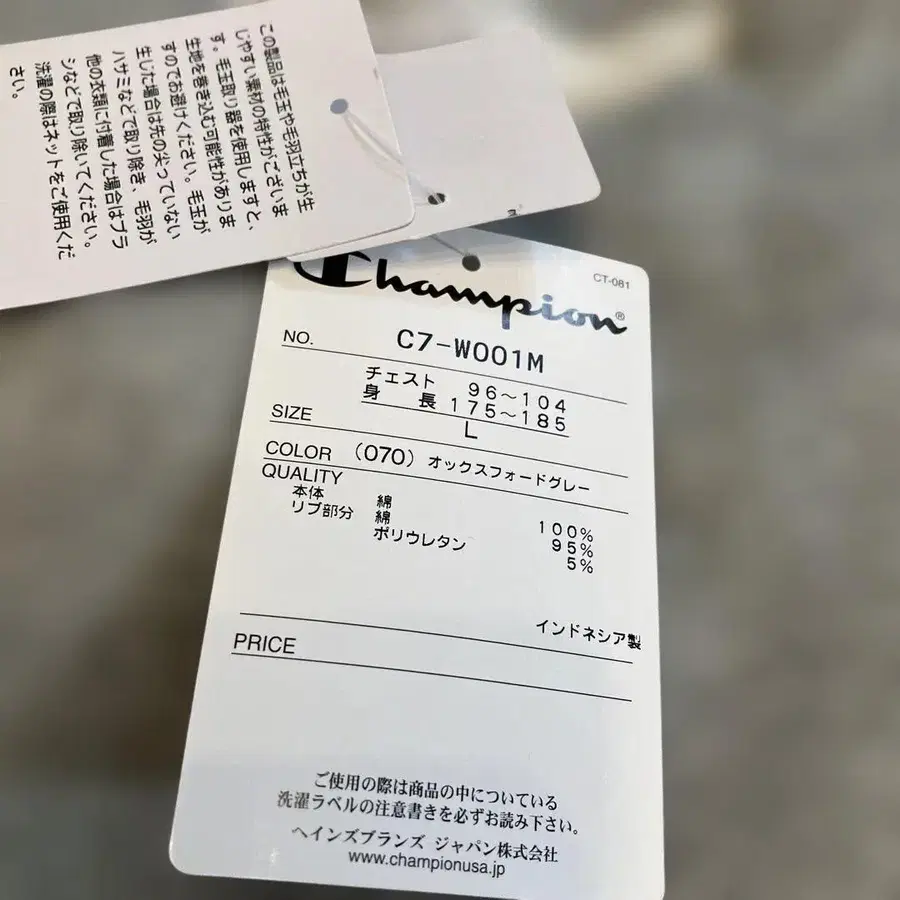 この製品は毛玉や毛羽立ちが生
じやすい素材の特性がございま
す。毛玉取り器を使用しますと、
生地を巻き込む可能性がありま
すのでお避けください。毛玉が
生じた場合は先の尖っていない
ハサミなどで取り除き、毛羽が
他の衣類に付着した場合はブラ
シなどで取り除いてください。
洗濯の際はネットをご使用くだ
さい。
CT-081
Champion®
NO. C7-W001M
チェスト 96～104
身長 175～185
SIZE L
COLOR (070) オックスフォードグレー
QUALITY
本体 綿 100%
リブ部分 綿 95%
ポリウレタン 5%
インドネシア製
PRICE
ご使用の際は商品の中についている
洗濯ラベルの注意書きを必ずお読み下さい。
ヘインズブランズ ジャパン株式会社
www.championusa.jp